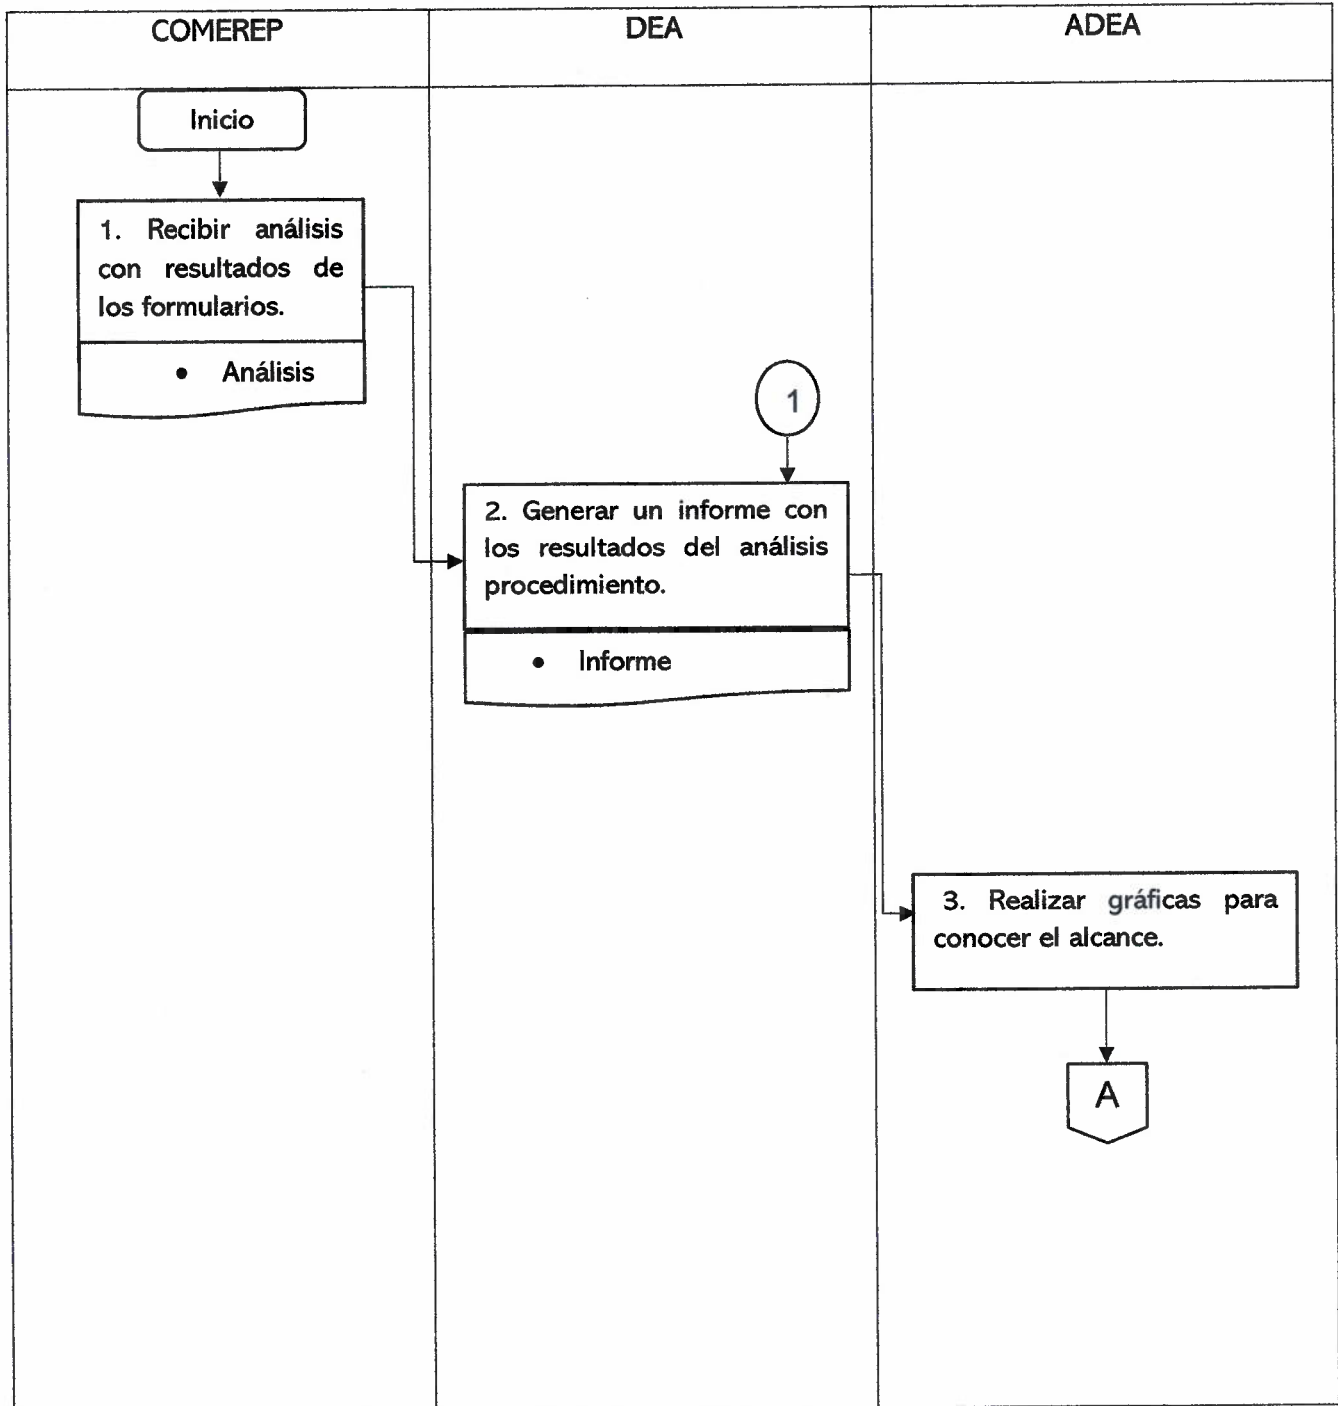 COMEREP
DEA
ADEA
Inicio
1. Recibir análisis
con resultados de
los formularios.
• Análisis
1
2. Generar un informe con
los resultados del análisis
procedimiento.
• Informe
3. Realizar gráficas para
conocer el alcance.
A